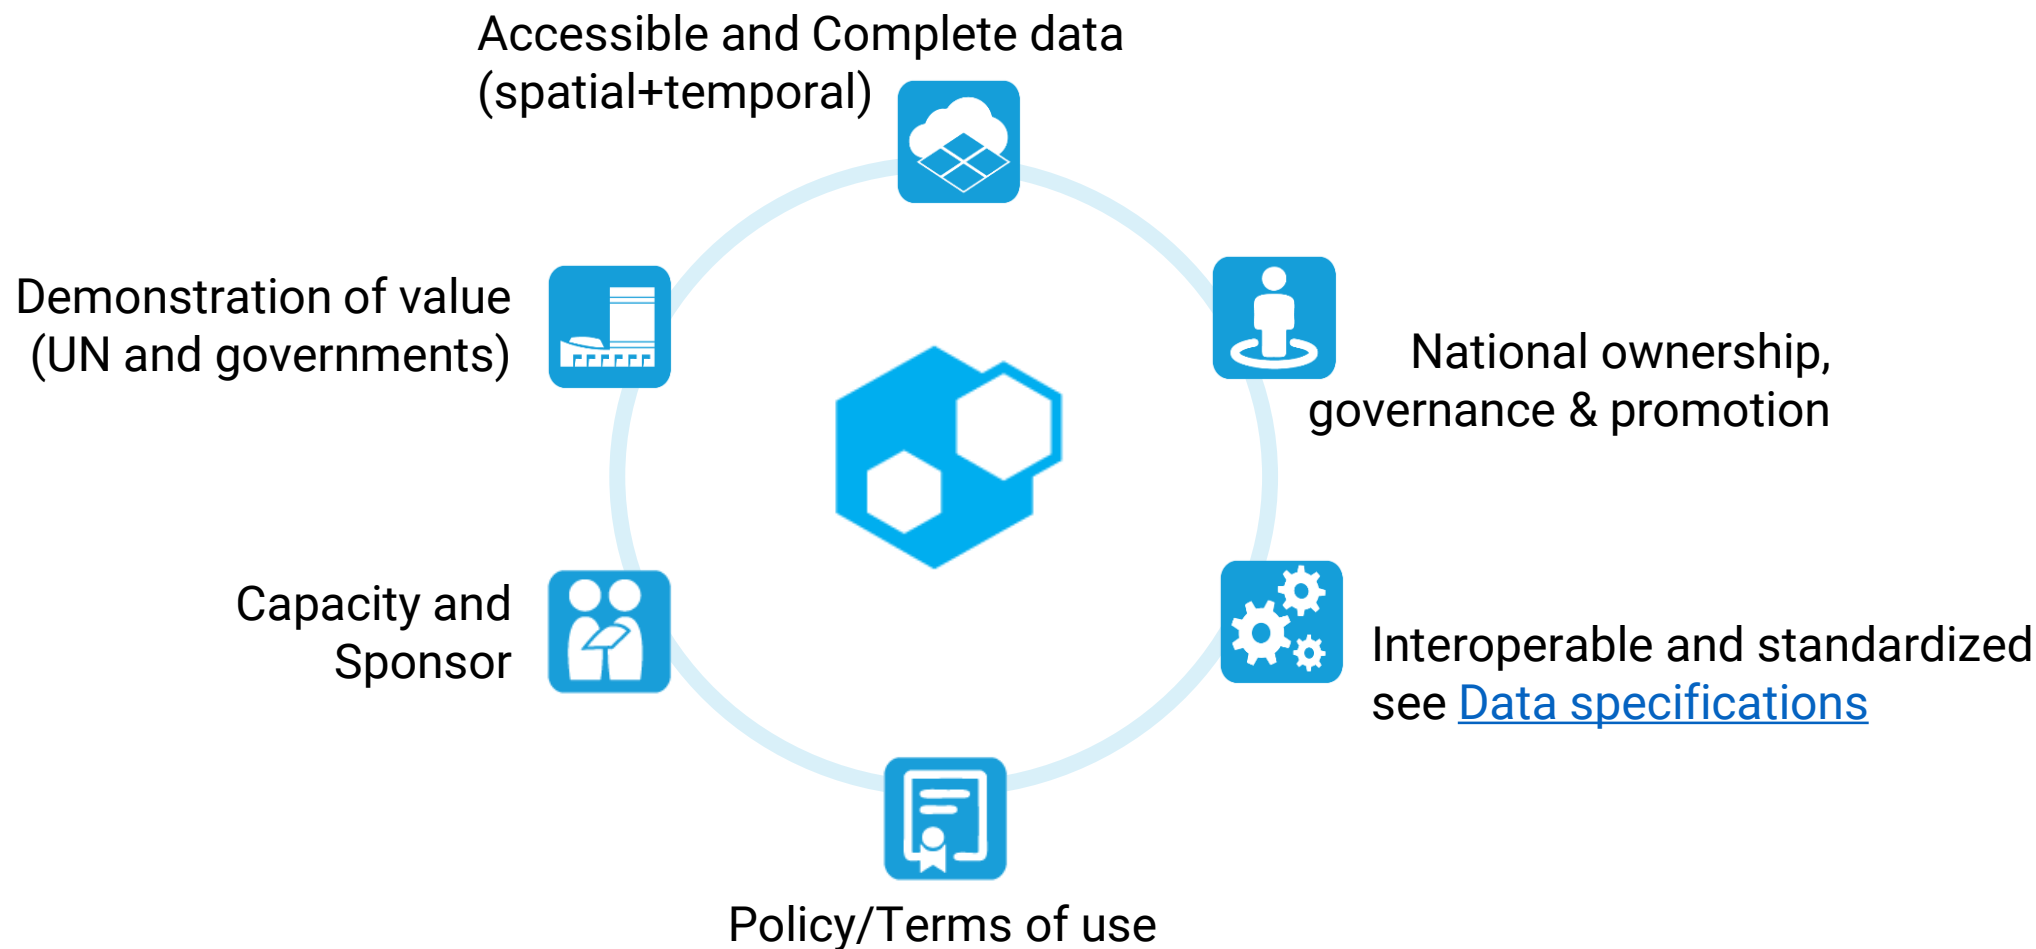 Accessible and Complete data
(spatial+temporal)
Demonstration of value
(UN and governments)
National ownership,
governance & promotion
Capacity and
Sponsor
Interoperable and standardized
see Data specifications
Policy/Terms of use